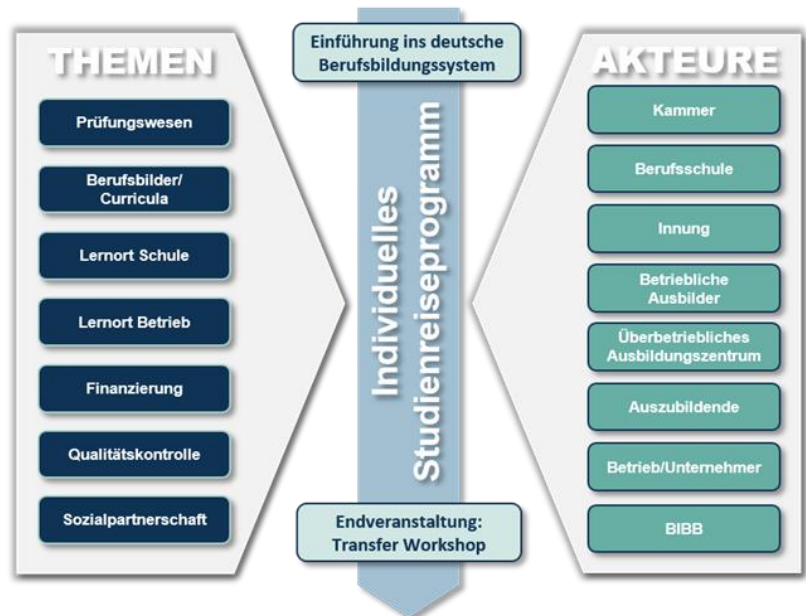 THEMEN
Prüfungswesen
Berufsbilder/
Curricula
Lernort Schule
Lernort Betrieb
Finanzierung
Qualitätskontrolle
Sozialpartnerschaft
Einführung ins deutsche
Berufsbildungssystem
Individuelles
Studienreiseprogramm
Endveranstaltung:
Transfer Workshop
AKTEURE
Kammer
Berufsschule
Innung
Betriebliche
Ausbilder
Überbetriebliches
Ausbildungszentrum
Auszubildende
Betrieb/Unternehmer
BIBB